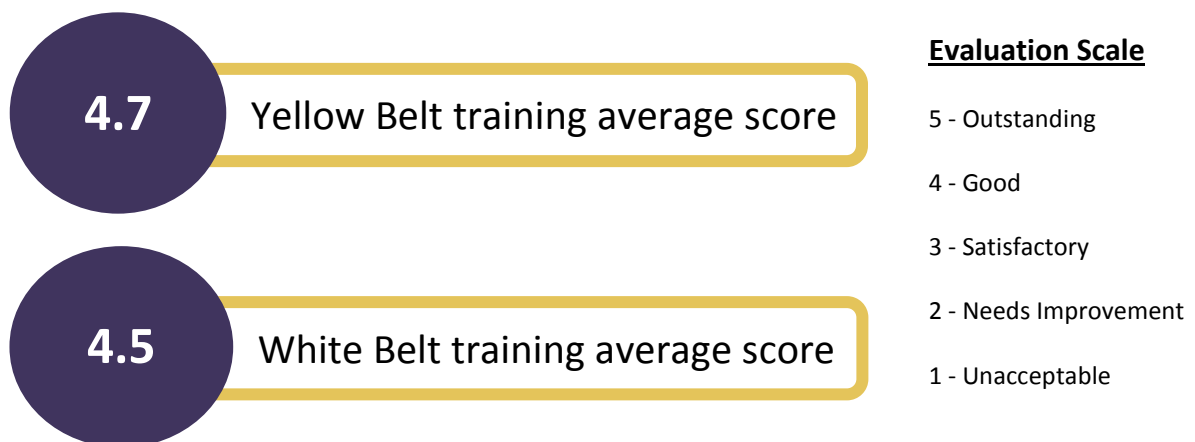 4.7
Yellow Belt training average score
4.5
White Belt training average score
Evaluation Scale
5 - Outstanding
4 - Good
3 - Satisfactory
2 - Needs Improvement
1 - Unacceptable